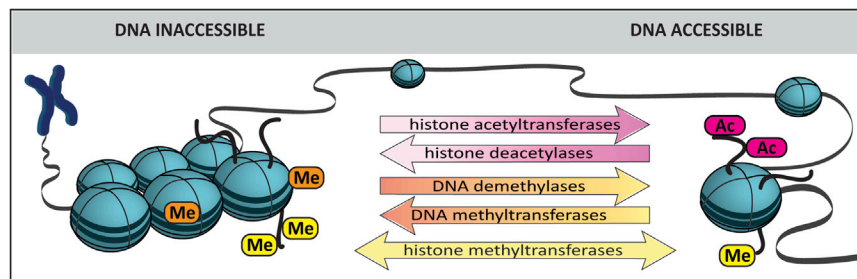 DNA INACCESSIBLE
DNA ACCESSIBLE
histone acetyltransferases
histone deacetylases
DNA demethylases
DNA methyltransferases
histone methyltransferases
Me
Me
Me
Me
Ac
Ac
Me